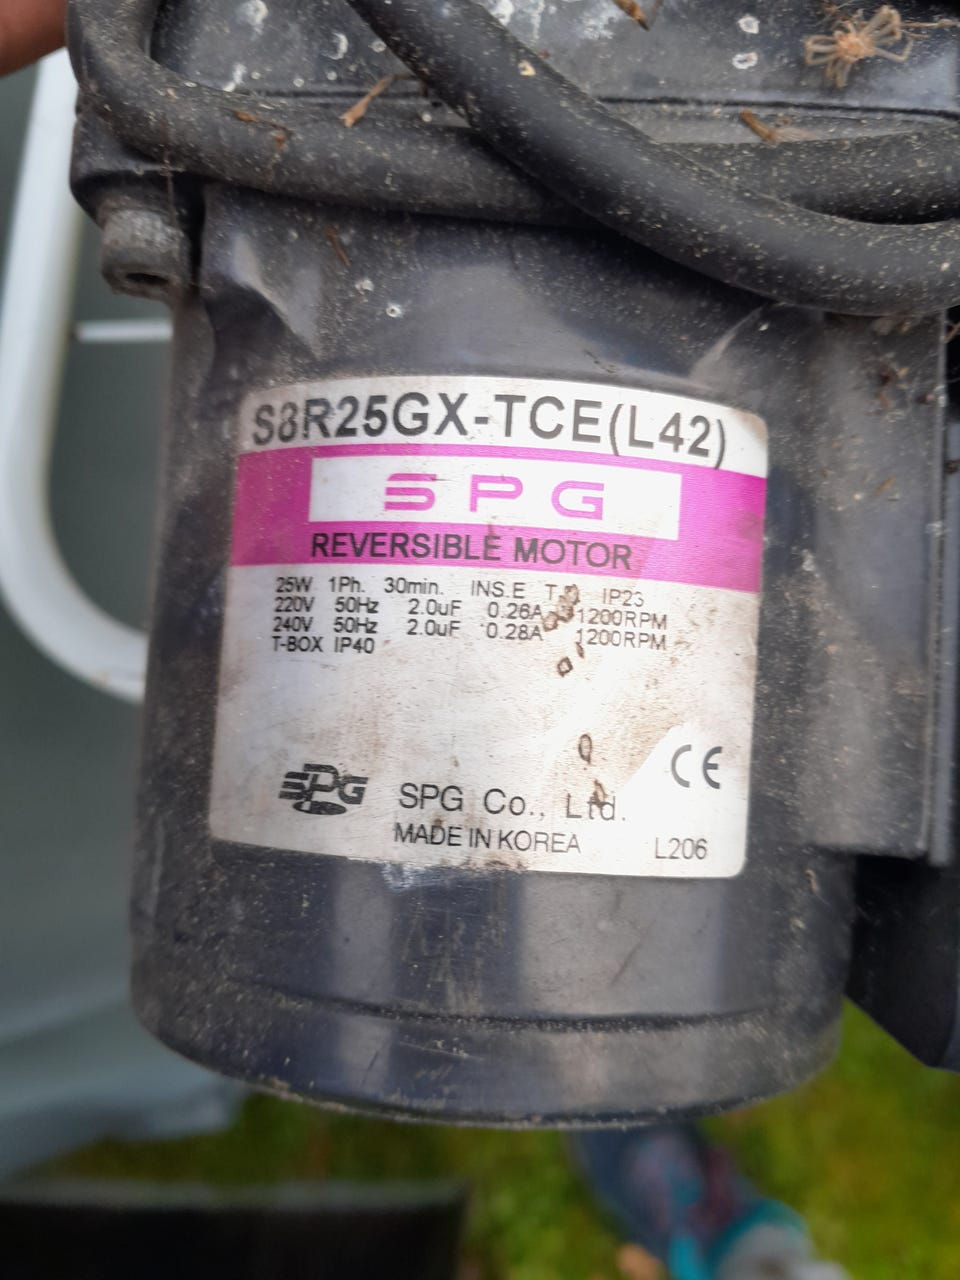 S8R25GX-TCE(L42)
SPG
REVERSIBLE MOTOR
25W 1Ph. 30min. INS.E IP23
220V 50Hz 2.0uF 0.26A 1200RPM
240V 50Hz 2.0uF 0.28A 1200RPM
T-BOX IP40
CE
SPG SPG Co., Ltd.
MADE IN KOREA L206